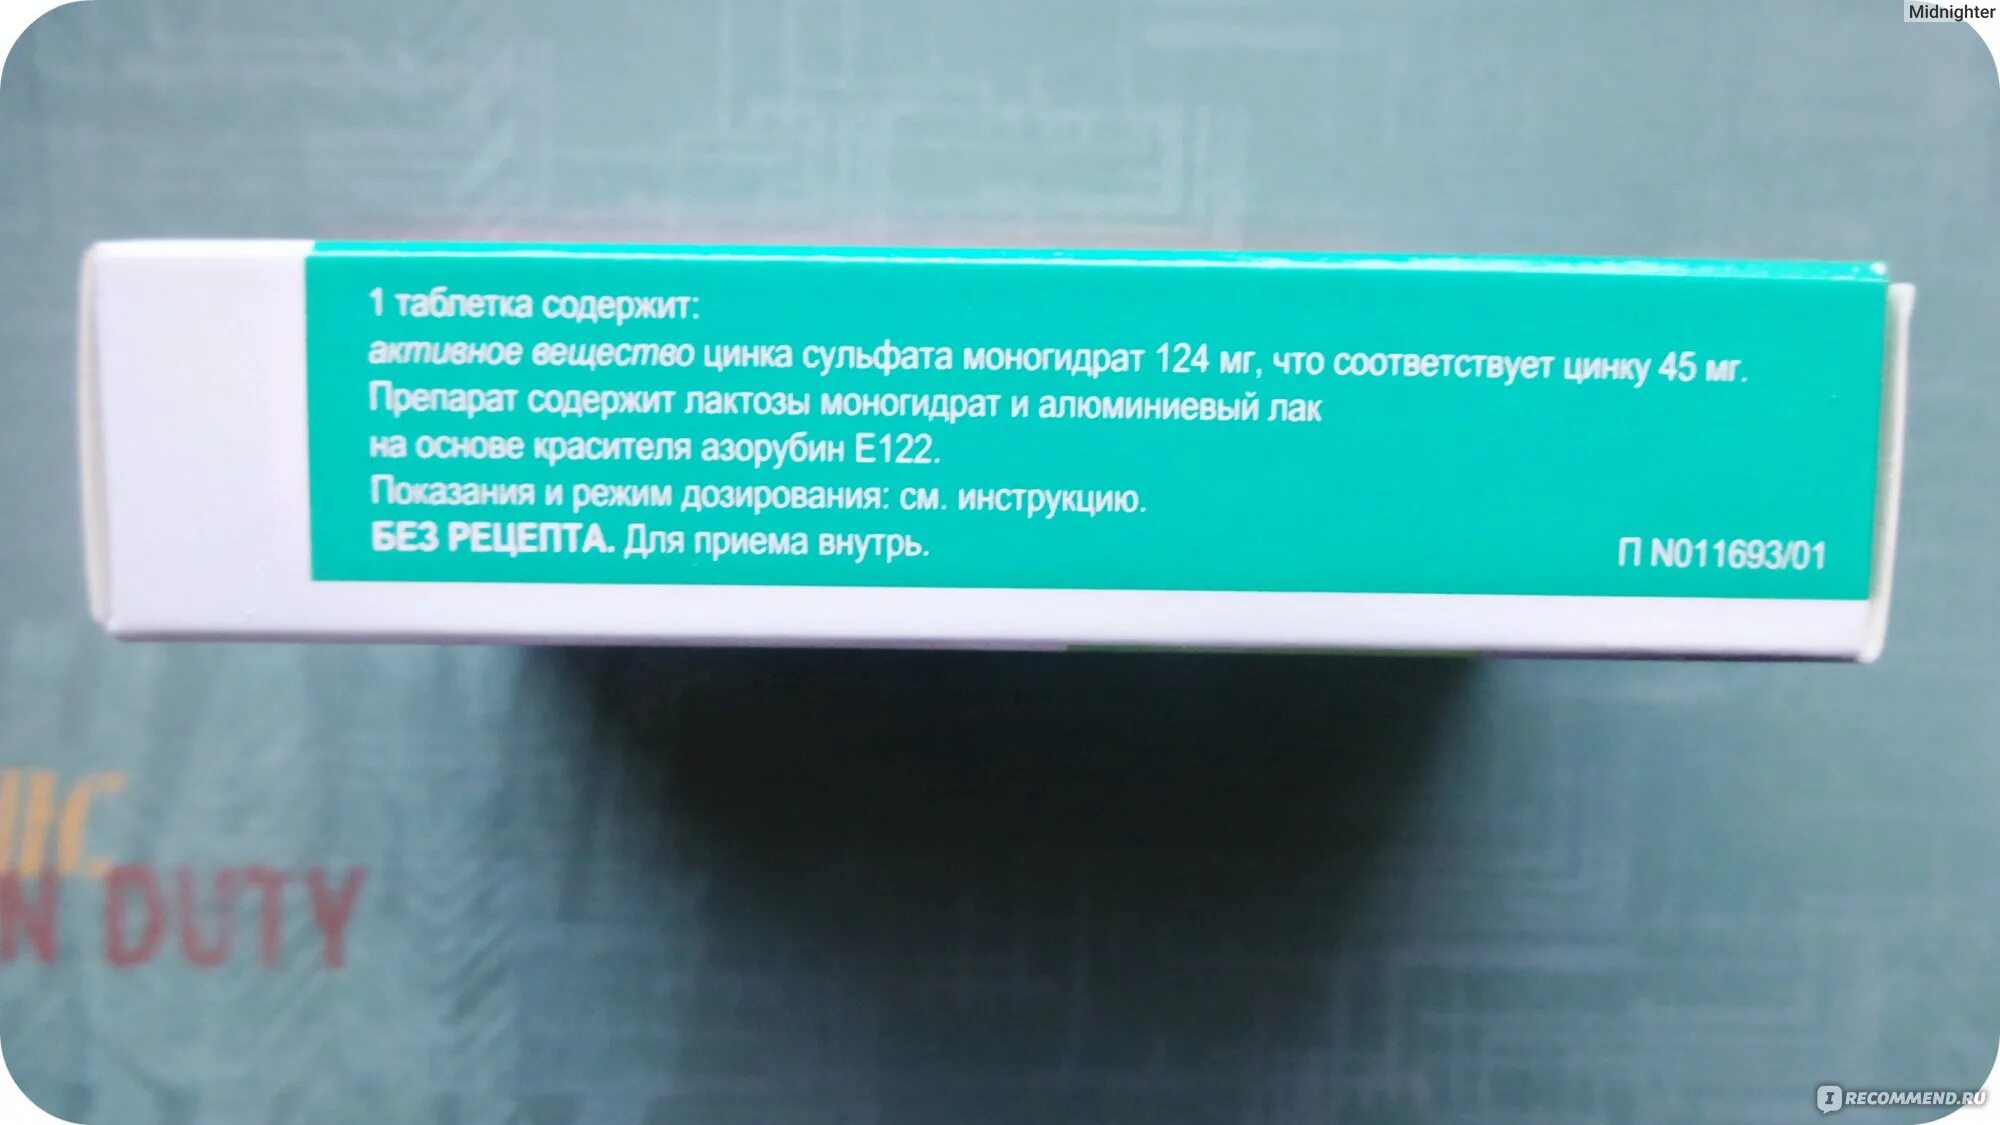 Midnighter
1 таблетка содержит:
активное вещество цинка сульфата моногидрат 124 мг, что соответствует цинку 45 мг.
Препарат содержит лактозы моногидрат и алюминиевый лак
на основе красителя азорубин Е122.
Показания и режим дозирования: см. инструкцию.
БЕЗ РЕЦЕПТА. Для приема внутрь.
П N011693/01
N DUTY
IRECOMMEND.RU